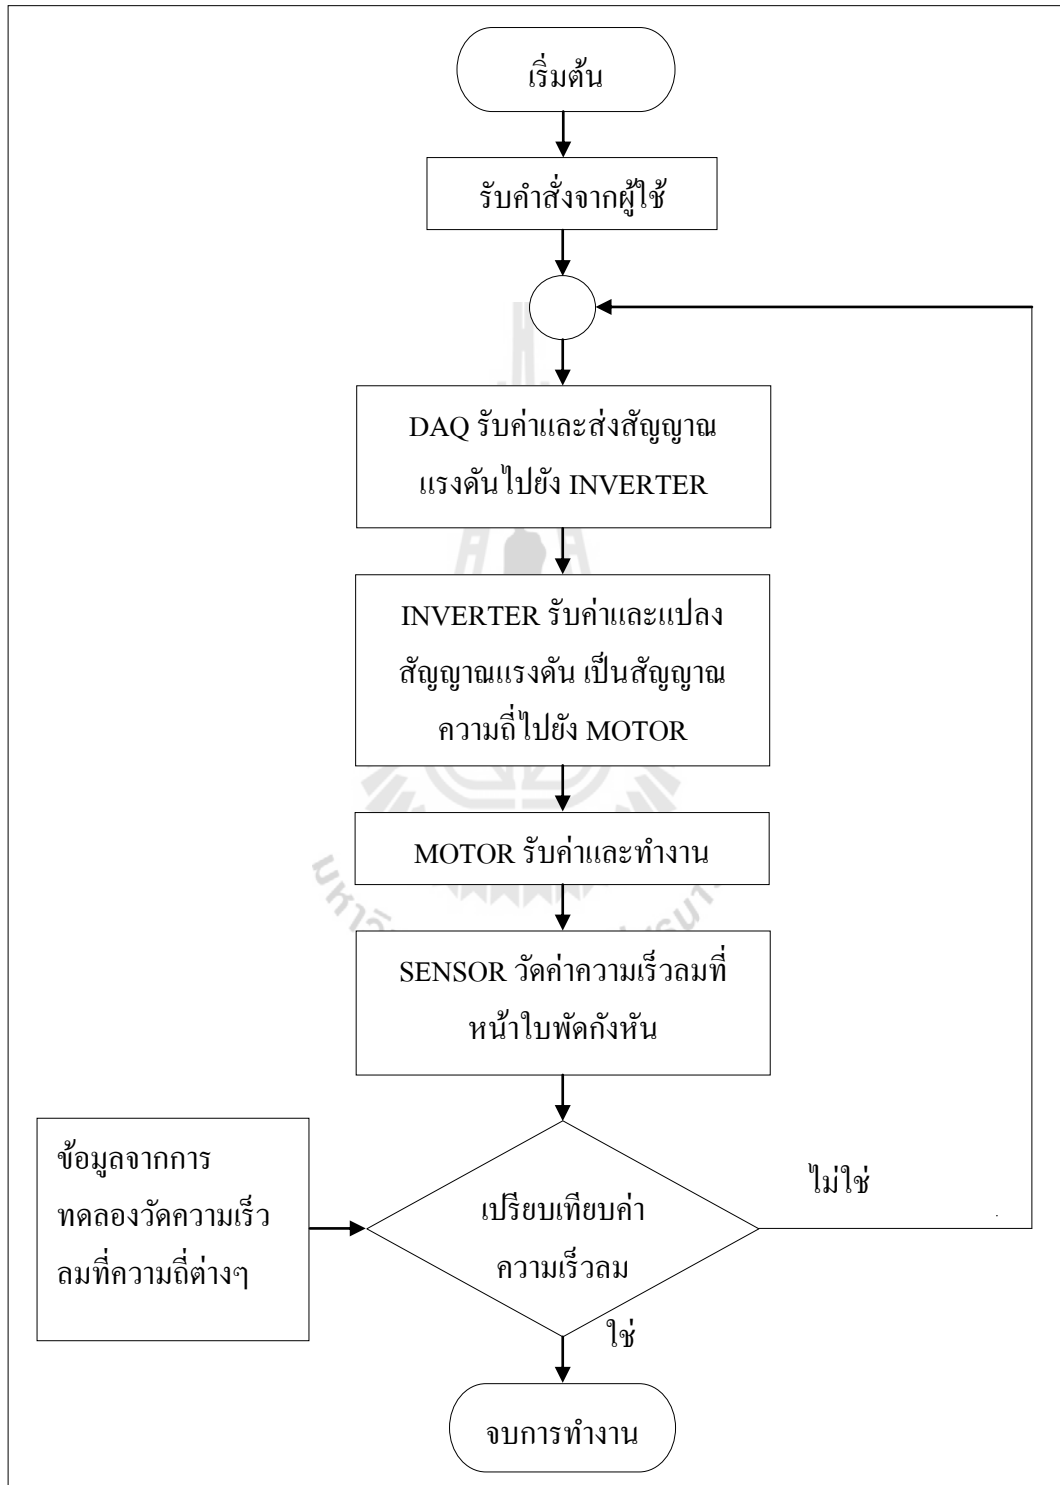 เริ่มต้น
รับคำสั่งจากผู้ใช้
DAQ รับค่าและส่งสัญญาณ
แรงดันไปยัง INVERTER
INVERTER รับค่าและแปลง
สัญญาณแรงดัน เป็นสัญญาณ
ความถี่ไปยัง MOTOR
MOTOR รับค่าและทำงาน
SENSOR วัดค่าความเร็วลมที่
หน้าใบพัดกังหัน
ข้อมูลจากการ
ทดลองวัดความเร็ว
ลมที่ความถี่ต่างๆ
เปรียบเทียบค่า
ความเร็วลม
ไม่ใช่
ใช่
จบการทำงาน